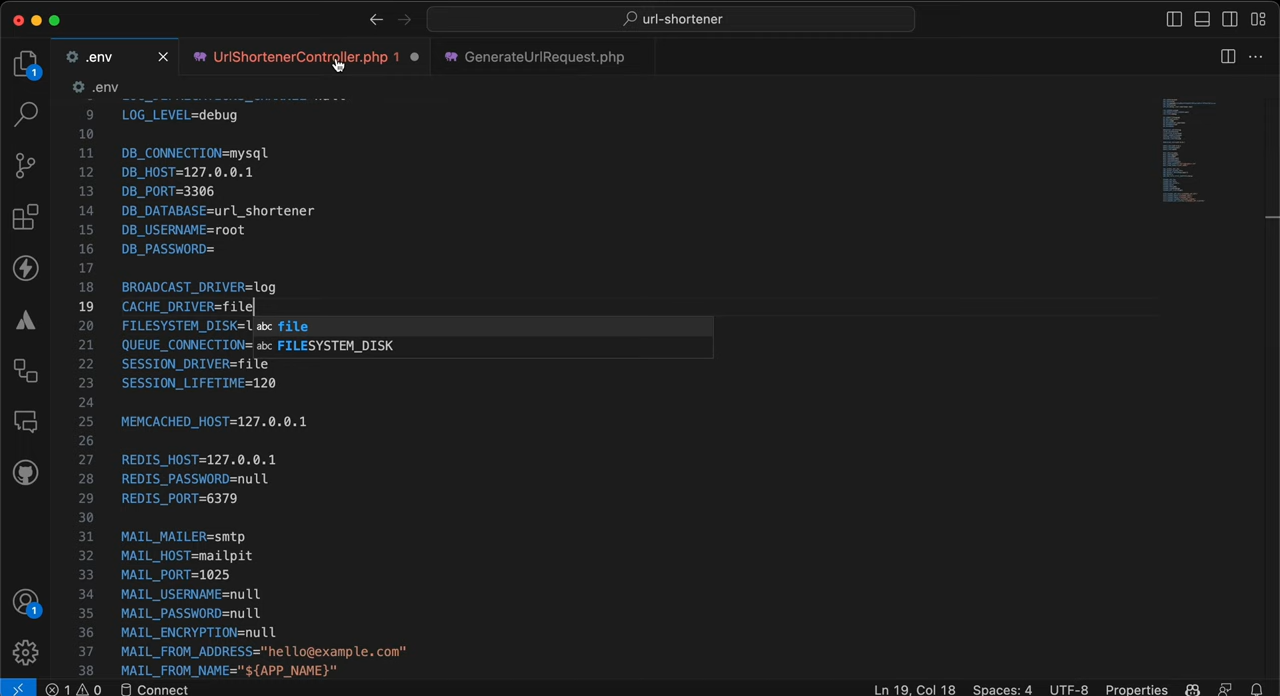 url-shortener
.env
UrlShortenerController.php 1
GenerateUrlRequest.php
1
.env
9 LOG_LEVEL=debug
10
11 DB_CONNECTION=mysql
12 DB_HOST=127.0.0.1
13 DB_PORT=3306
14 DB_DATABASE=url_shortener
15 DB_USERNAME=root
16 DB_PASSWORD=
17
18 BROADCAST_DRIVER=log
19 CACHE_DRIVER=file
20 FILESYSTEM_DISK=l abc file
21 QUEUE_CONNECTION= abc FILESYSTEM_DISK
22 SESSION_DRIVER=file
23 SESSION_LIFETIME=120
24
25 MEMCACHED_HOST=127.0.0.1
26
27 REDIS_HOST=127.0.0.1
28 REDIS_PASSWORD=null
29 REDIS_PORT=6379
30
31 MAIL_MAILER=smtp
32 MAIL_HOST=mailpit
33 MAIL_PORT=1025
34 MAIL_USERNAME=null
35 MAIL_PASSWORD=null
36 MAIL_ENCRYPTION=null
37 MAIL_FROM_ADDRESS="hello@example.com"
38 MAIL_FROM_NAME="${APP_NAME}"
1
1 0 Connect
Ln 19, Col 18 Spaces: 4 UTF-8 Properties